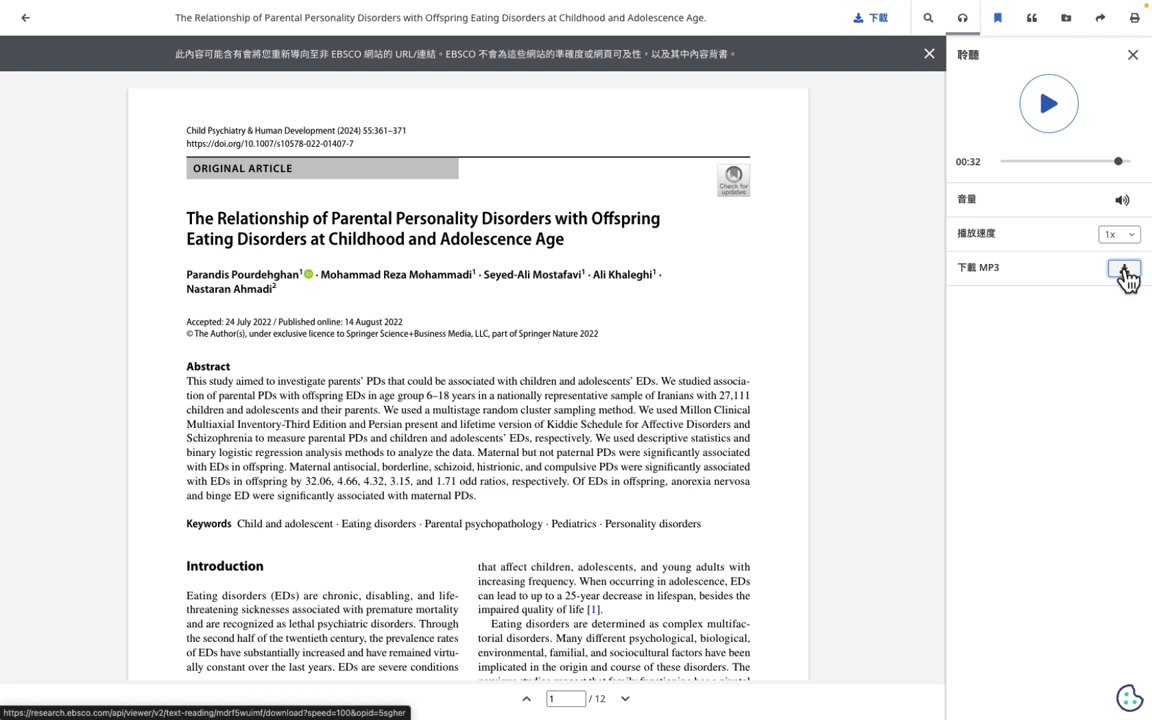 The Relationship of Parental Personality Disorders with Offspring Eating Disorders at Childhood and Adolescence Age.
下載
此內容可能含有會將您重新導向至非 EBSCO 網站的 URL/連結。EBSCO 不會為這些網站的準確度或網頁可及性，以及其中內容背書。
Child Psychiatry & Human Development (2024) 55:361–371
https://doi.org/10.1007/s10578-022-01407-7
ORIGINAL ARTICLE
Check for
updates
The Relationship of Parental Personality Disorders with Offspring
Eating Disorders at Childhood and Adolescence Age
Parandis Pourdehghan1 · Mohammad Reza Mohammadi1 · Seyed-Ali Mostafavi1 · Ali Khaleghi1 ·
Nastaran Ahmadi2
Accepted: 24 July 2022 / Published online: 14 August 2022
© The Author(s), under exclusive licence to Springer Science+Business Media, LLC, part of Springer Nature 2022
Abstract
This study aimed to investigate parents' PDs that could be associated with children and adolescents' EDs. We studied associa-
tion of parental PDs with offspring EDs in age group 6–18 years in a nationally representative sample of Iranians with 27,111
children and adolescents and their parents. We used a multistage random cluster sampling method. We used Millon Clinical
Multiaxial Inventory-Third Edition and Persian present and lifetime version of Kiddie Schedule for Affective Disorders and
Schizophrenia to measure parental PDs and children and adolescents' EDs, respectively. We used descriptive statistics and
binary logistic regression analysis methods to analyze the data. Maternal but not paternal PDs were significantly associated
with EDs in offspring. Maternal antisocial, borderline, schizoid, histrionic, and compulsive PDs were significantly associated
with EDs in offspring by 32.06, 4.66, 4.32, 3.15, and 1.71 odd ratios, respectively. Of EDs in offspring, anorexia nervosa
and binge ED were significantly associated with maternal PDs.
Keywords Child and adolescent · Eating disorders · Parental psychopathology · Pediatrics · Personality disorders
Introduction
Eating disorders (EDs) are chronic, disabling, and life-
threatening sicknesses associated with premature mortality
and are recognized as lethal psychiatric disorders. Through
the second half of the twentieth century, the prevalence rates
of EDs have substantially increased and have remained virtu-
ally constant over the last years. EDs are severe conditions
that affect children, adolescents, and young adults with
increasing frequency. When occurring in adolescence, EDs
can lead to up to a 25-year decrease in lifespan, besides the
impaired quality of life [1].
Eating disorders are determined as complex multifac-
torial disorders. Many different psychological, biological,
environmental, familial, and sociocultural factors have been
implicated in the origin and course of these disorders. The
聆聽
00:32
音量
播放速度
1x
下載 MP3
1
/ 12
https://research.ebsco.com/api/viewer/v2/text-reading/mdrf5wuimf/download?speed=100&opid=5sgher